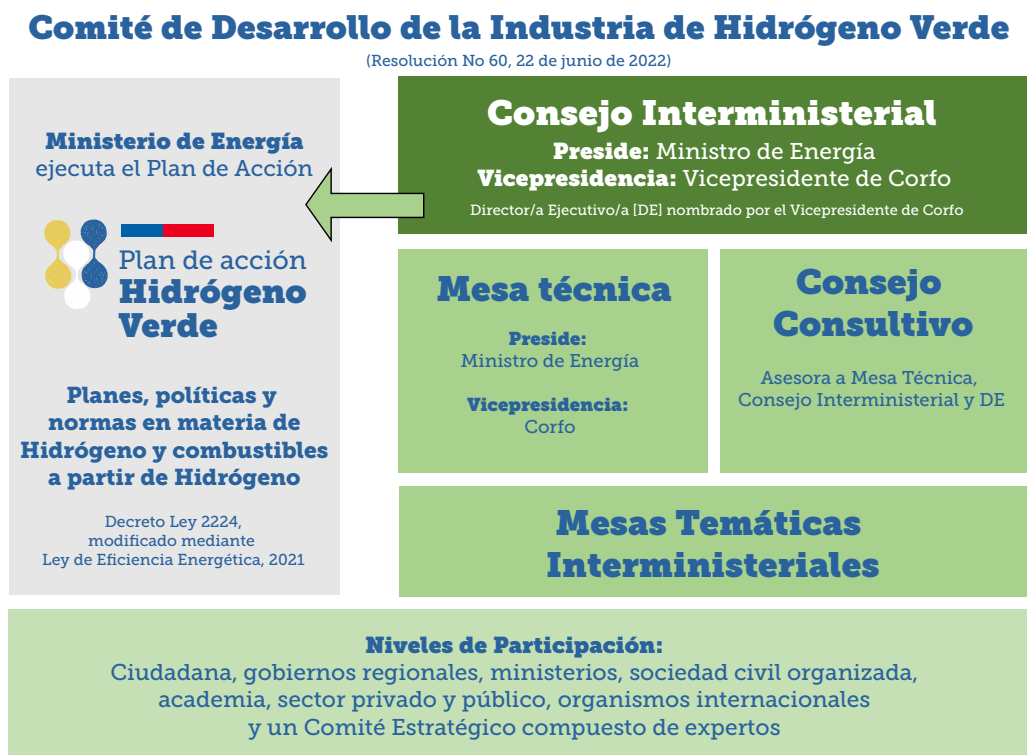 Comité de Desarrollo de la Industria de Hidrógeno Verde
(Resolución No 60, 22 de junio de 2022)
Ministerio de Energía
ejecuta el Plan de Acción
Plan de acción
Hidrógeno
Verde
Planes, políticas y
normas en materia de
Hidrógeno y combustibles
a partir de Hidrógeno
Decreto Ley 2224,
modificado mediante
Ley de Eficiencia Energética, 2021
Consejo Interministerial
Preside: Ministro de Energía
Vicepresidencia: Vicepresidente de Corfo
Director/a Ejecutivo/a [DE] nombrado por el Vicepresidente de Corfo
Mesa técnica
Preside:
Ministro de Energía
Vicepresidencia:
Corfo
Consejo
Consultivo
Asesora a Mesa Técnica,
Consejo Interministerial y DE
Mesas Temáticas
Interministeriales
Niveles de Participación:
Ciudadana, gobiernos regionales, ministerios, sociedad civil organizada,
academia, sector privado y público, organismos internacionales
y un Comité Estratégico compuesto de expertos